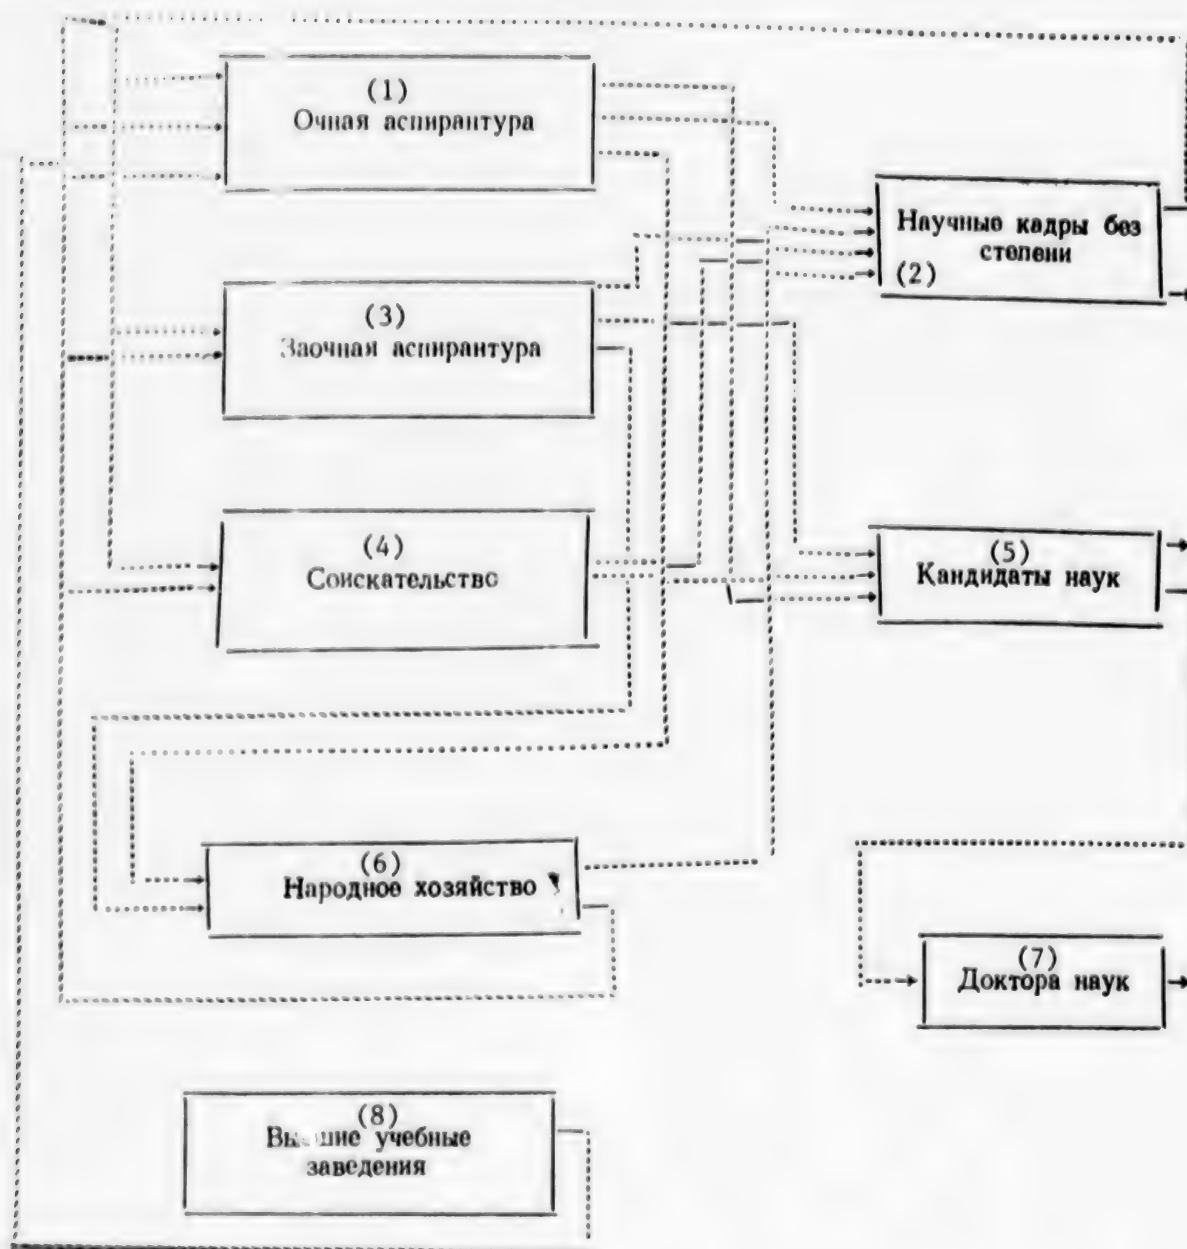 (1)
Очная аспирантура
Научные кадры без
степени
(2)
(3)
Заочная аспирантура
(4)
Соискательство
(5)
Кандидаты наук
(6)
Народное хозяйство
(7)
Доктора наук
(8)
учебные
заведения